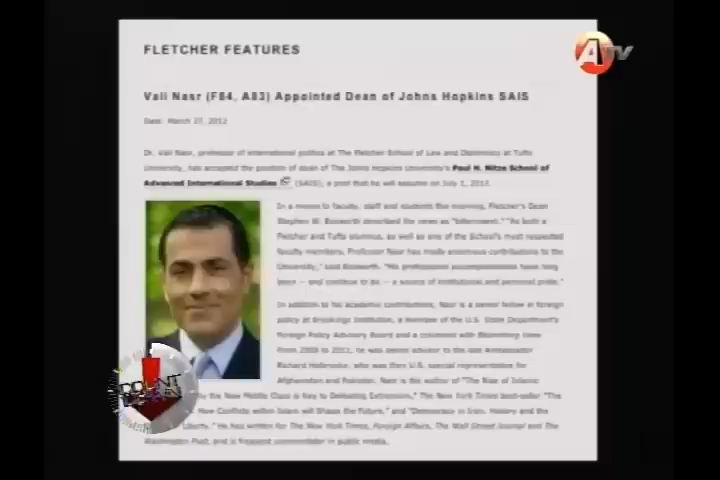 FLETCHER FEATURES
ATV
Vali Nasr (F84, A83) Appointed Dean of Johns Hopkins SAIS
Date: March 27, 2012
Dr. Vali Nasr, professor of international politics at The Fletcher School of Law and Diplomacy at Tufts
University, has accepted the position of dean of The Johns Hopkins University's Paul H. Nitze School of
Advanced International Studies (SAIS), a post that he will assume on July 1, 2012.
In a memo to faculty, staff and students this morning, Fletcher's Dean
Stephen W. Bosworth described the news as "bittersweet." "As both a
Fletcher and Tufts alumnus, as well as one of the School's most respected
faculty members, Professor Nasr has made enormous contributions to the
University," said Bosworth. "His professional accomplishments have long
been -- and continue to be -- a source of institutional and personal pride."
In addition to his academic contributions, Nasr is a senior fellow in foreign
policy at Brookings Institution, a member of the U.S. State Department's
Foreign Policy Advisory Board and a columnist with Bloomberg View.
From 2009 to 2011, he was senior advisor to the late Ambassador
Richard Holbrooke, who was then U.S. special representative for
Afghanistan and Pakistan. Nasr is the author of "The Rise of Islamic
by the New Middle Class is Key to Defeating Extremism," The New York Times best-seller "The
How Conflicts within Islam will Shape the Future," and "Democracy in Iran: History and the
Liberty." He has written for The New York Times, Foreign Affairs, The Wall Street Journal and The
Washington Post, and is frequent commentator in public media.
COUNT
DOWN